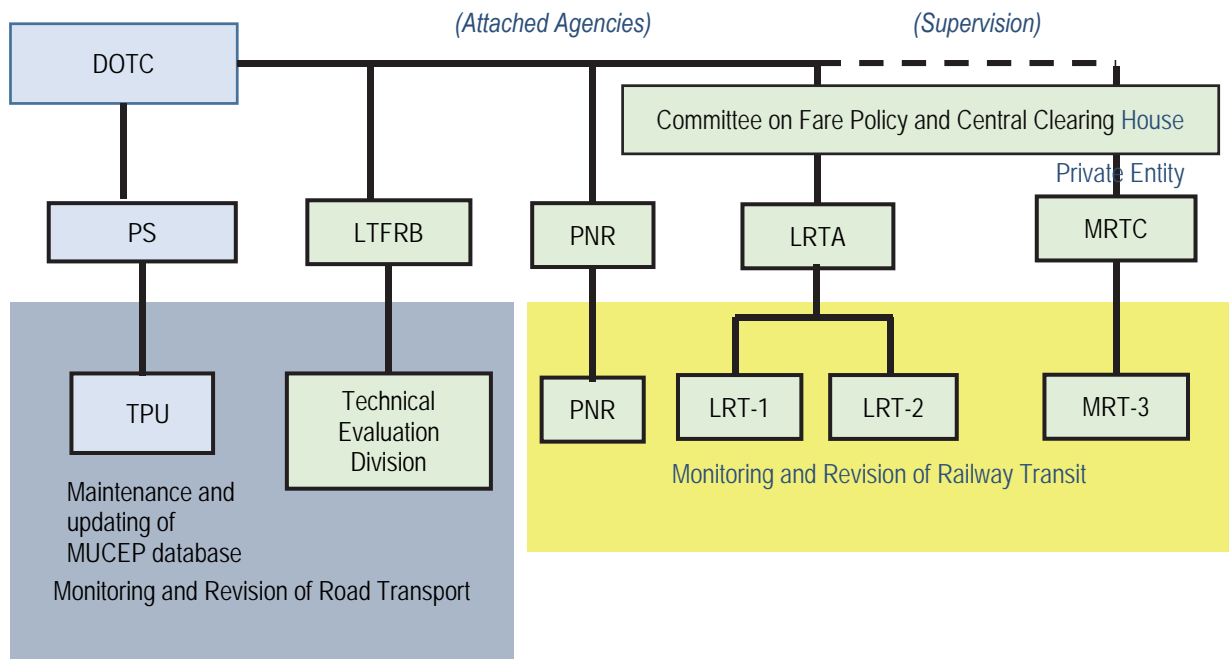 (Attached Agencies)
(Supervision)
DOTC
Committee on Fare Policy and Central Clearing House
Private Entity
PS
LTFRB
PNR
LRTA
MRTC
TPU
Technical
Evaluation
Division
PNR
LRT-1
LRT-2
MRT-3
Monitoring and Revision of Railway Transit
Maintenance and
updating of
MUCEP database
Monitoring and Revision of Road Transport